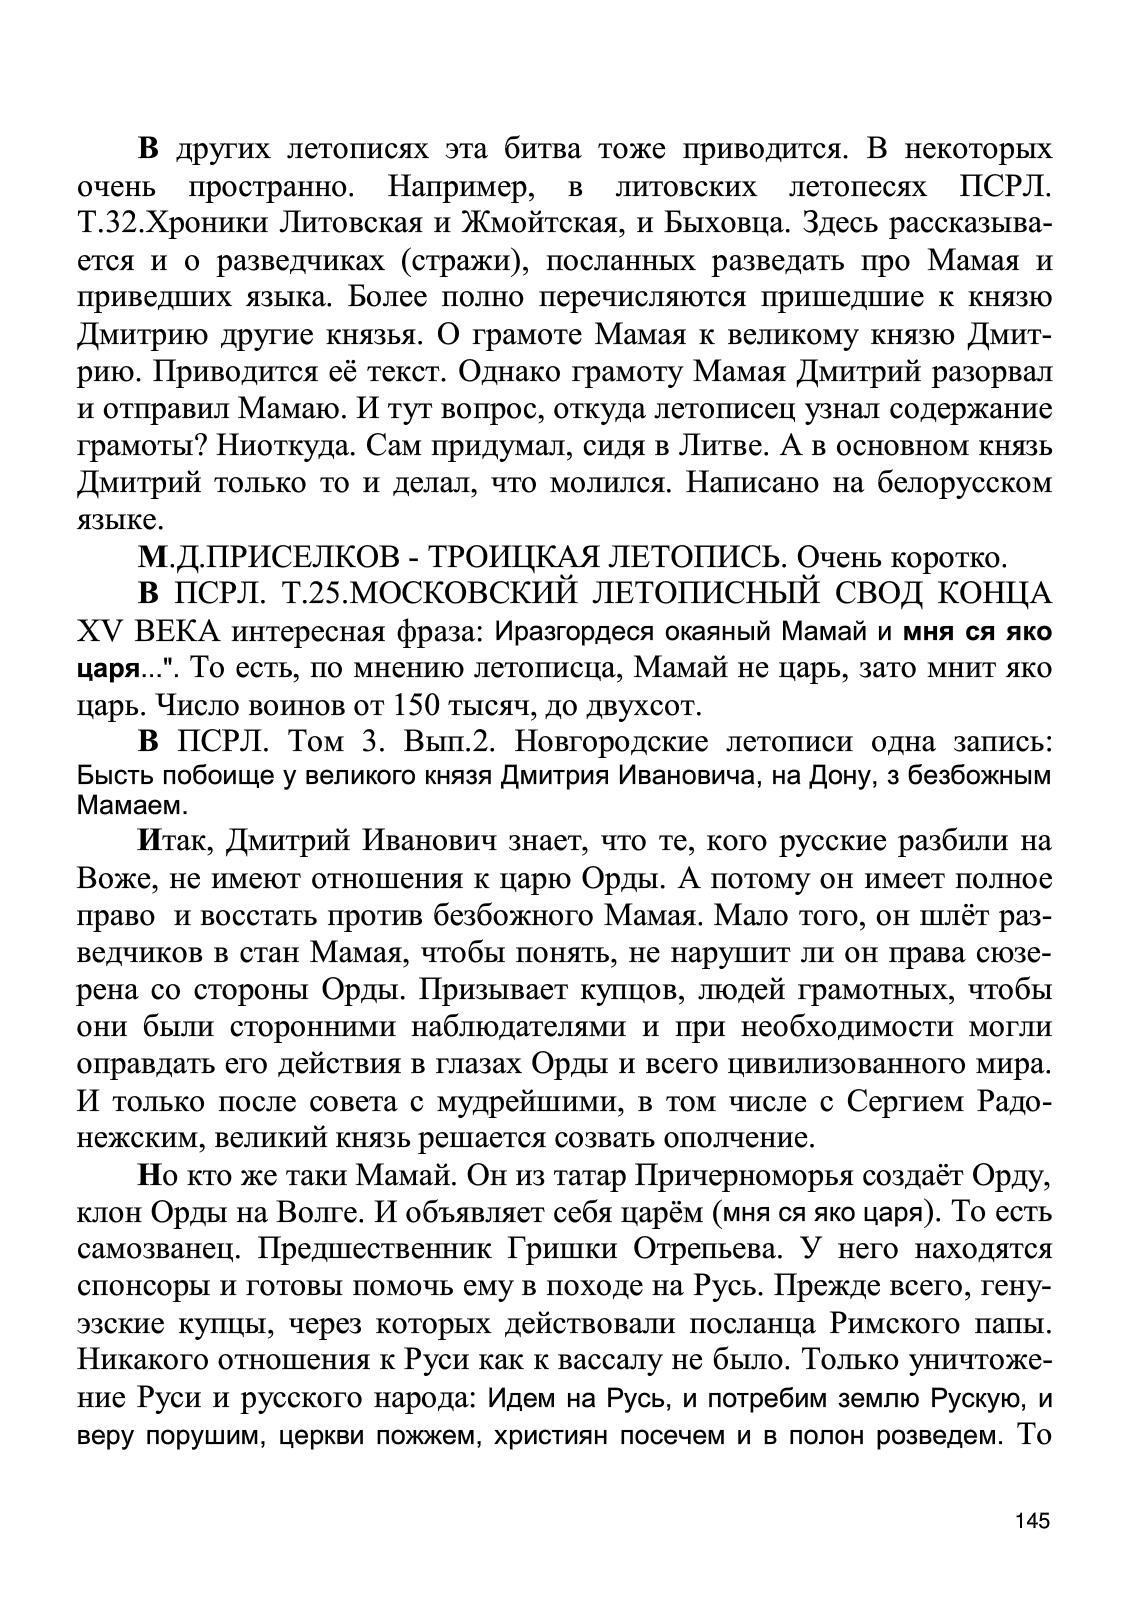 В других летописях эта битва тоже приводится. В некоторых
очень пространно. Например, в литовских летопесях ПСРЛ.
Т.32.Хроники Литовская и Жмойтская, и Быховца. Здесь рассказыва-
ется и о разведчиках (стражи), посланных разведать про Мамая и
приведших языка. Более полно перечисляются пришедшие к князю
Дмитрию другие князья. О грамоте Мамая к великому князю Дмит-
рию. Приводится её текст. Однако грамоту Мамая Дмитрий разорвал
и отправил Мамаю. И тут вопрос, откуда летописец узнал содержание
грамоты? Ниоткуда. Сам придумал, сидя в Литве. А в основном князь
Дмитрий только то и делал, что молился. Написано на белорусском
языке.
М.Д.ПРИСЕЛКОВ - ТРОИЦКАЯ ЛЕТОПИСЬ. Очень коротко.
В ПСРЛ. Т.25.МОСКОВСКИЙ ЛЕТОПИСНЫЙ СВОД КОНЦА
XV ВЕКА интересная фраза: Иразгордеся окаяный Мамай и мня ся яко
царя...". То есть, по мнению летописца, Мамай не царь, зато мнит яко
царь. Число воинов от 150 тысяч, до двухсот.
В ПСРЛ. Том 3. Вып.2. Новгородские летописи одна запись:
Бысть побоище у великого князя Дмитрия Ивановича, на Дону, з безбожным
Мамаем.
Итак, Дмитрий Иванович знает, что те, кого русские разбили на
Воже, не имеют отношения к царю Орды. А потому он имеет полное
право и восстать против безбожного Мамая. Мало того, он шлёт раз-
ведчиков в стан Мамая, чтобы понять, не нарушит ли он права сюзе-
рена со стороны Орды. Призывает купцов, людей грамотных, чтобы
они были сторонними наблюдателями и при необходимости могли
оправдать его действия в глазах Орды и всего цивилизованного мира.
И только после совета с мудрейшими, в том числе с Сергием Радо-
нежским, великий князь решается созвать ополчение.
Но кто же таки Мамай. Он из татар Причерноморья создаёт Орду,
клон Орды на Волге. И объявляет себя царём (мня ся яко царя). То есть
самозванец. Предшественник Гришки Отрепьева. У него находятся
спонсоры и готовы помочь ему в походе на Русь. Прежде всего, гену-
эзские купцы, через которых действовали посланца Римского папы.
Никакого отношения к Руси как к вассалу не было. Только уничтоже-
ние Руси и русского народа: Идем на Русь, и потребим землю Рускую, и
веру порушим, церкви пожжем, християн посечем и в полон розведем. То
145